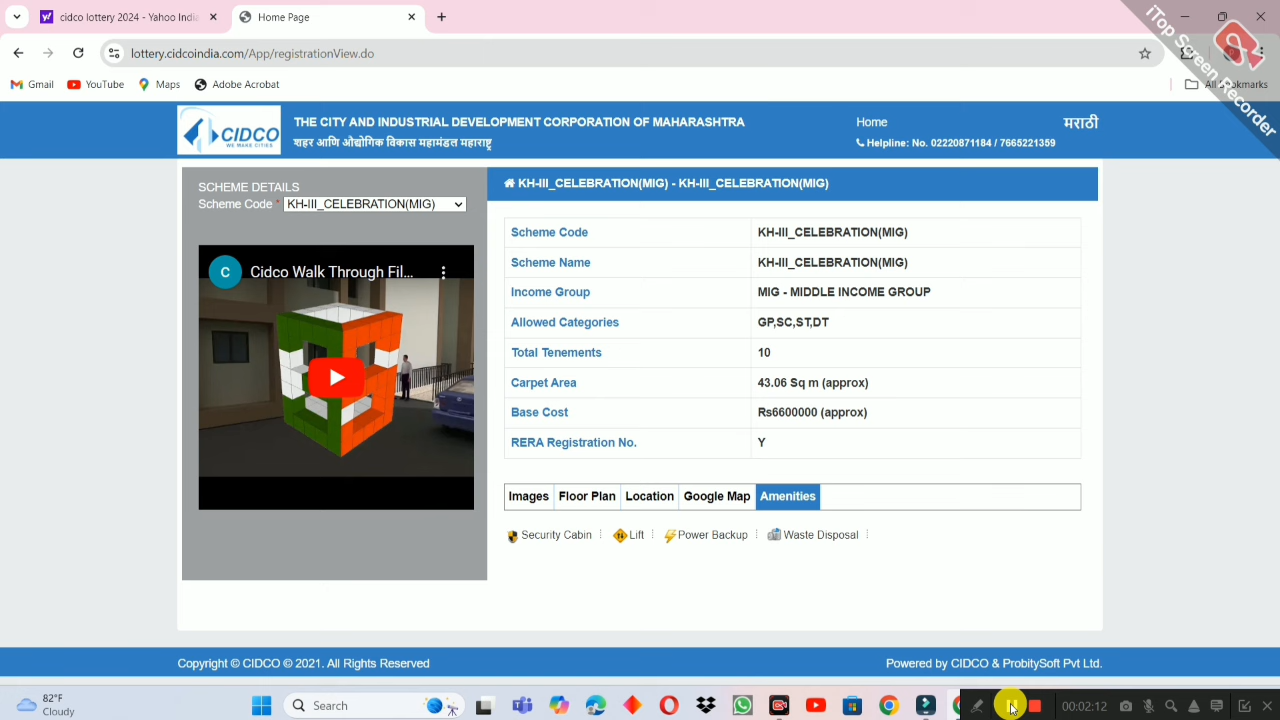 cidco lottery 2024 - Yahoo Indi
Home Page
lottery.cidcoindia.com/App/registrationView.do
Gmail
YouTube
Maps
Adobe Acrobat
All Bookmarks
iTop Screen Recorder
CIDCO
WE MAKE CITIES
THE CITY AND INDUSTRIAL DEVELOPMENT CORPORATION OF MAHARASHTRA
शहर आणि औद्योगिक विकास महामंडल महाराष्ट्र
Home
मराठी
Helpline: No. 02220871184 / 7665221359
SCHEME DETAILS
Scheme Code * KH-III_CELEBRATION(MIG)
C Cidco Walk Through Fil...
KH-III_CELEBRATION(MIG) - KH-III_CELEBRATION(MIG)
Scheme Code KH-III_CELEBRATION(MIG)
Scheme Name KH-III_CELEBRATION(MIG)
Income Group MIG - MIDDLE INCOME GROUP
Allowed Categories GP,SC,ST,DT
Total Tenements 10
Carpet Area 43.06 Sq m (approx)
Base Cost Rs6600000 (approx)
RERA Registration No. Y
Images Floor Plan Location Google Map Amenities
Security Cabin Lift Power Backup Waste Disposal
Copyright © CIDCO © 2021. All Rights Reserved
Powered by CIDCO & ProbitySoft Pvt Ltd.
82°F
Cloudy
Search
00:02:12